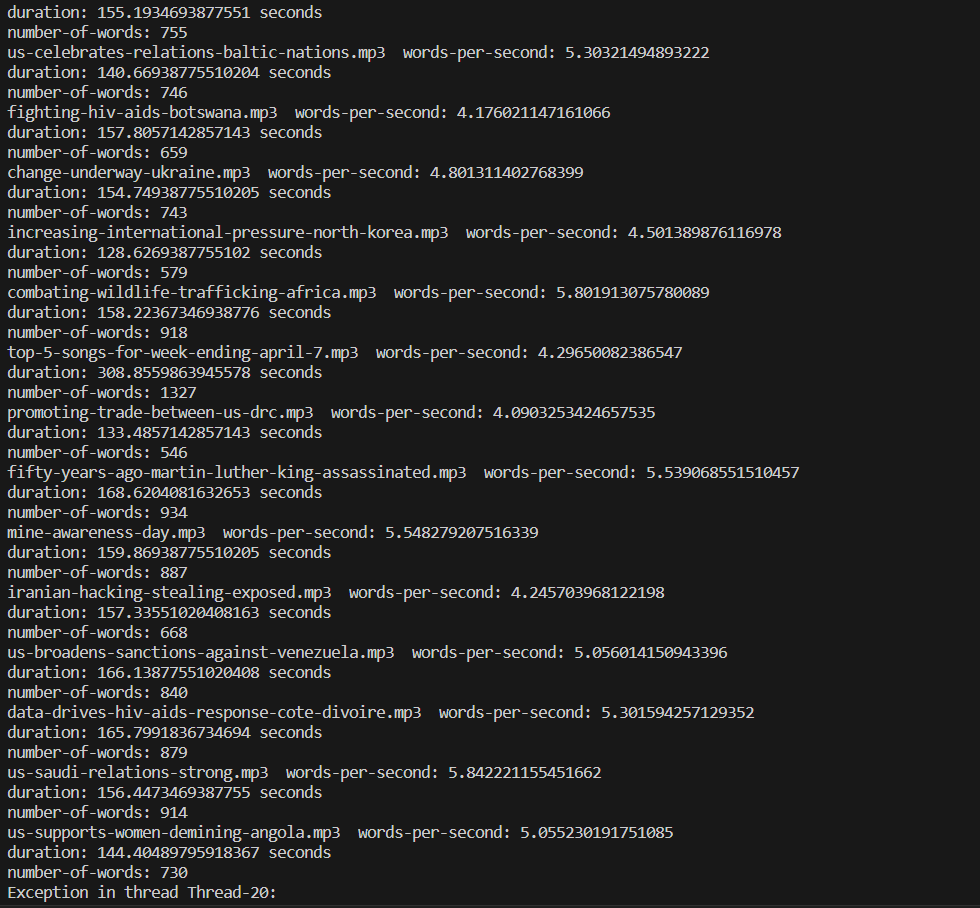 duration: 155.1934693877551 seconds
number-of-words: 755
us-celebrates-relations-baltic-nations.mp3  words-per-second: 5.30321494893222
duration: 140.66938775510204 seconds
number-of-words: 746
fighting-hiv-aids-botswana.mp3  words-per-second: 4.176021147161066
duration: 157.8057142857143 seconds
number-of-words: 659
change-underway-ukraine.mp3  words-per-second: 4.801311402768399
duration: 154.74938775510205 seconds
number-of-words: 743
increasing-international-pressure-north-korea.mp3  words-per-second: 4.501389876116978
duration: 128.6269387755102 seconds
number-of-words: 579
combating-wildlife-trafficking-africa.mp3  words-per-second: 5.801913075780089
duration: 158.22367346938776 seconds
number-of-words: 918
top-5-songs-for-week-ending-april-7.mp3  words-per-second: 4.29650082386547
duration: 308.8559863945578 seconds
number-of-words: 1327
promoting-trade-between-us-drc.mp3  words-per-second: 4.0903253424657535
duration: 133.4857142857143 seconds
number-of-words: 546
fifty-years-ago-martin-luther-king-assassinated.mp3  words-per-second: 5.539068551510457
duration: 168.6204081632653 seconds
number-of-words: 934
mine-awareness-day.mp3  words-per-second: 5.548279207516339
duration: 159.86938775510205 seconds
number-of-words: 887
iranian-hacking-stealing-exposed.mp3  words-per-second: 4.245703968122198
duration: 157.33551020408163 seconds
number-of-words: 668
us-broadens-sanctions-against-venezuela.mp3  words-per-second: 5.056014150943396
duration: 166.13877551020408 seconds
number-of-words: 840
data-drives-hiv-aids-response-cote-divoire.mp3  words-per-second: 5.301594257129352
duration: 165.7991836734694 seconds
number-of-words: 879
us-saudi-relations-strong.mp3  words-per-second: 5.842221155451662
duration: 156.4473469387755 seconds
number-of-words: 914
us-supports-women-demining-angola.mp3  words-per-second: 5.055230191751085
duration: 144.40489795918367 seconds
number-of-words: 730
Exception in thread Thread-20: